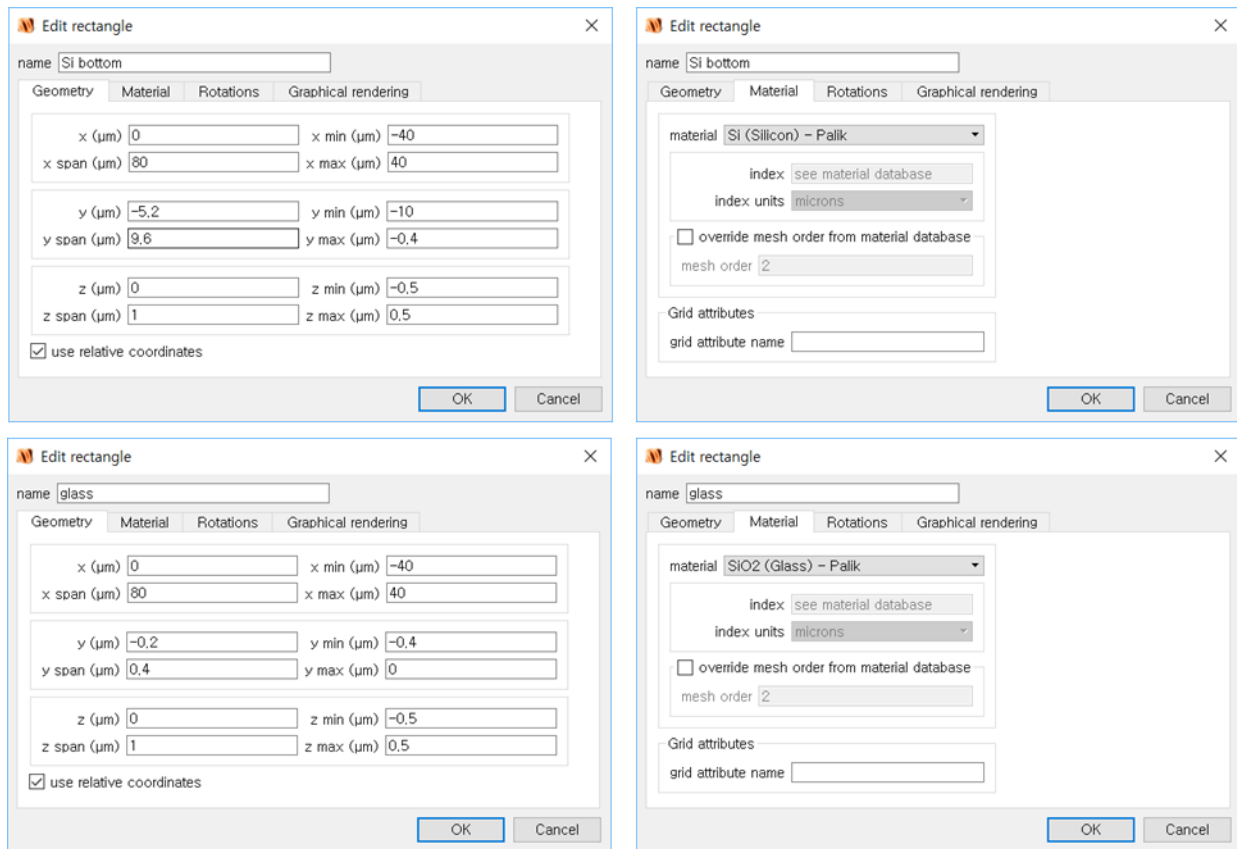 Edit rectangle
name Si bottom
Geometry Material Rotations Graphical rendering
x (μm) 0 x min (μm) -40
x span (μm) 80 x max (μm) 40
y (μm) -5.2 y min (μm) -10
y span (μm) 9.6 y max (μm) -0.4
z (μm) 0 z min (μm) -0.5
z span (μm) 1 z max (μm) 0.5
use relative coordinates
OK Cancel
Edit rectangle
name Si bottom
Geometry Material Rotations Graphical rendering
material Si (Silicon) - Palik
index see material database
index units microns
override mesh order from material database
mesh order 2
Grid attributes
grid attribute name
OK Cancel
Edit rectangle
name glass
Geometry Material Rotations Graphical rendering
x (μm) 0 x min (μm) -40
x span (μm) 80 x max (μm) 40
y (μm) -0.2 y min (μm) -0.4
y span (μm) 0.4 y max (μm) 0
z (μm) 0 z min (μm) -0.5
z span (μm) 1 z max (μm) 0.5
use relative coordinates
OK Cancel
Edit rectangle
name glass
Geometry Material Rotations Graphical rendering
material SiO2 (Glass) - Palik
index see material database
index units microns
override mesh order from material database
mesh order 2
Grid attributes
grid attribute name
OK Cancel